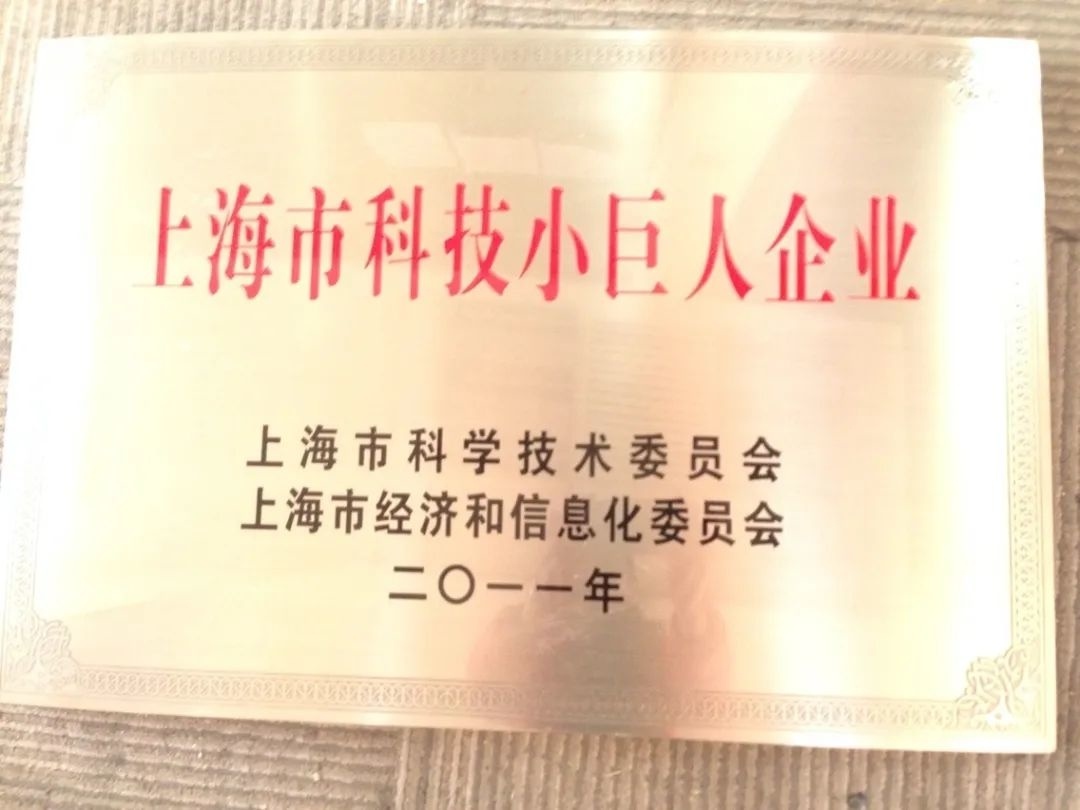 上海市科技小巨人企业
上海市科学技术委员会
上海市经济和信息化委员会
二〇一一年